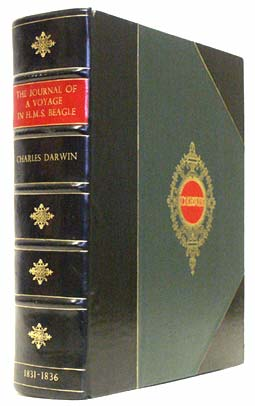 THE JOURNAL OF
A VOYAGE
IN H.M.S. BEAGLE
CHARLES DARWIN
1831-1836